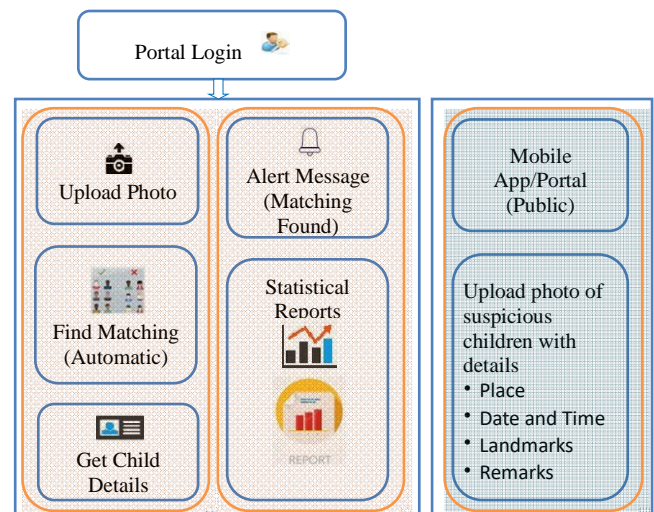 Portal Login
Upload Photo
Find Matching
(Automatic)
Get Child
Details
Alert Message
(Matching
Found)
Statistical
Reports
REPORT
Mobile
App/Portal
(Public)
Upload photo of
suspicious
children with
details
• Place
• Date and Time
• Landmarks
• Remarks